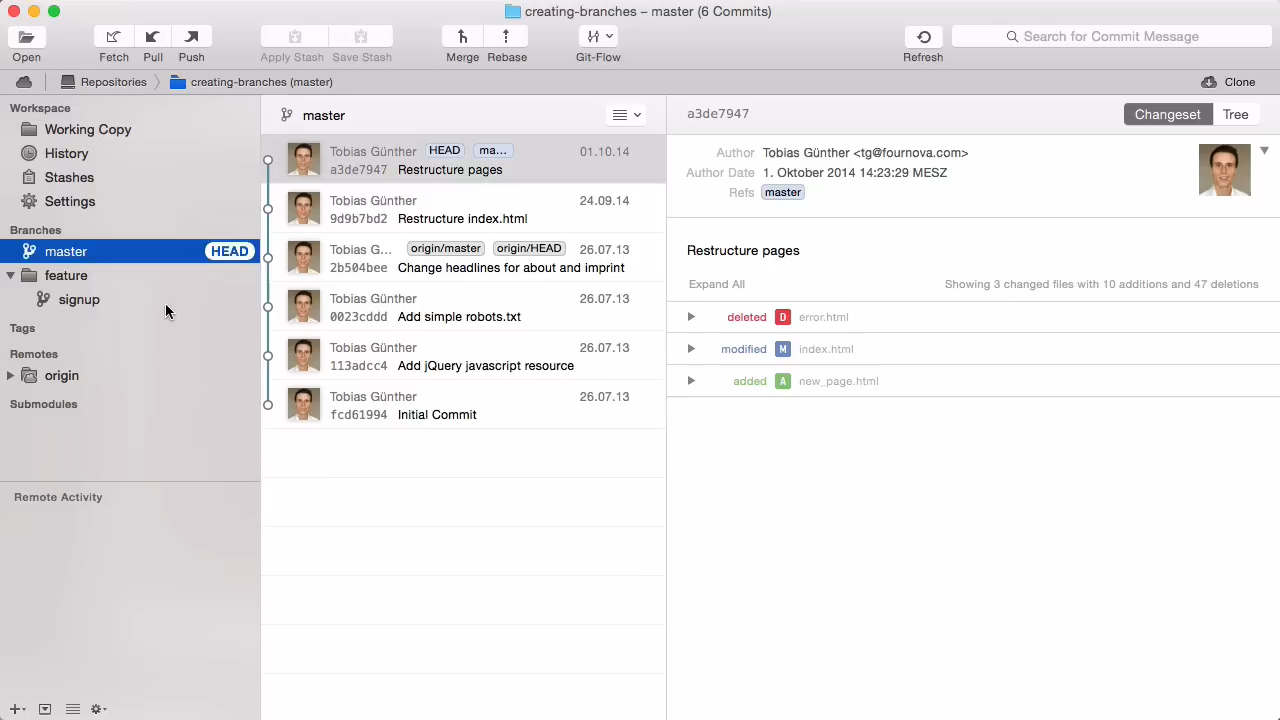 creating-branches – master (6 Commits)
Open
Fetch
Pull
Push
Apply Stash
Save Stash
Merge
Rebase
Git-Flow
Refresh
Search for Commit Message
Repositories
creating-branches (master)
Clone
Workspace
Working Copy
History
Stashes
Settings
Branches
master HEAD
feature
signup
Tags
Remotes
origin
Submodules
Remote Activity
master
Tobias Günther HEAD ma... 01.10.14
a3de7947 Restructure pages
Tobias Günther 24.09.14
9d9b7bd2 Restructure index.html
Tobias G... origin/master origin/HEAD 26.07.13
2b504bee Change headlines for about and imprint
Tobias Günther 26.07.13
0023cddd Add simple robots.txt
Tobias Günther 26.07.13
113adcc4 Add jQuery javascript resource
Tobias Günther 26.07.13
fcd61994 Initial Commit
a3de7947
Changeset Tree
Author Tobias Günther <tg@fournova.com>
Author Date 1. Oktober 2014 14:23:29 MESZ
Refs master
Restructure pages
Expand All Showing 3 changed files with 10 additions and 47 deletions
deleted D error.html
modified M index.html
added A new_page.html